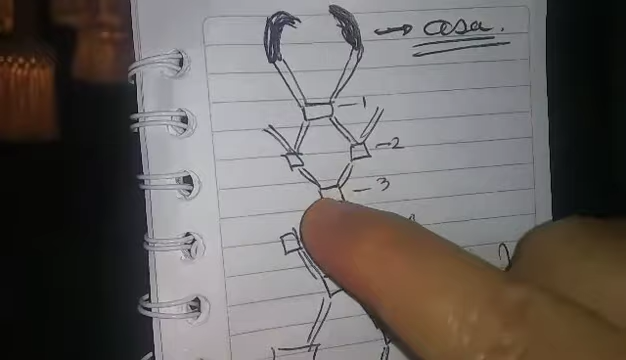 → asa.
- 1
- 2
- 3